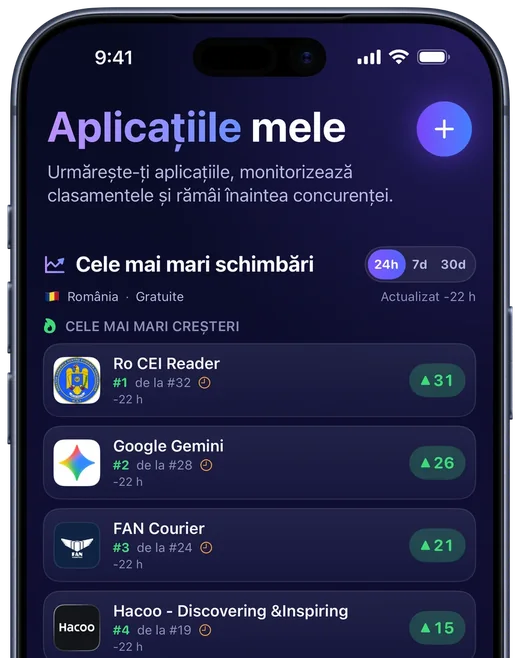 9:41
Aplicațiile mele
Urmărește-ți aplicațiile, monitorizează
clasamentele și rămâi înaintea concurenței.
Cele mai mari schimbări
24h 7d 30d
România · Gratuite
Actualizat -22 h
CELE MAI MARI CREȘTERI
Ro CEI Reader
#1 de la #32
▲31
-22 h
Google Gemini
#2 de la #28
▲26
-22 h
FAN
FAN Courier
#3 de la #24
▲21
-22 h
Hacoo
Hacoo - Discovering &Inspiring
#4 de la #19
▲15
-22 h